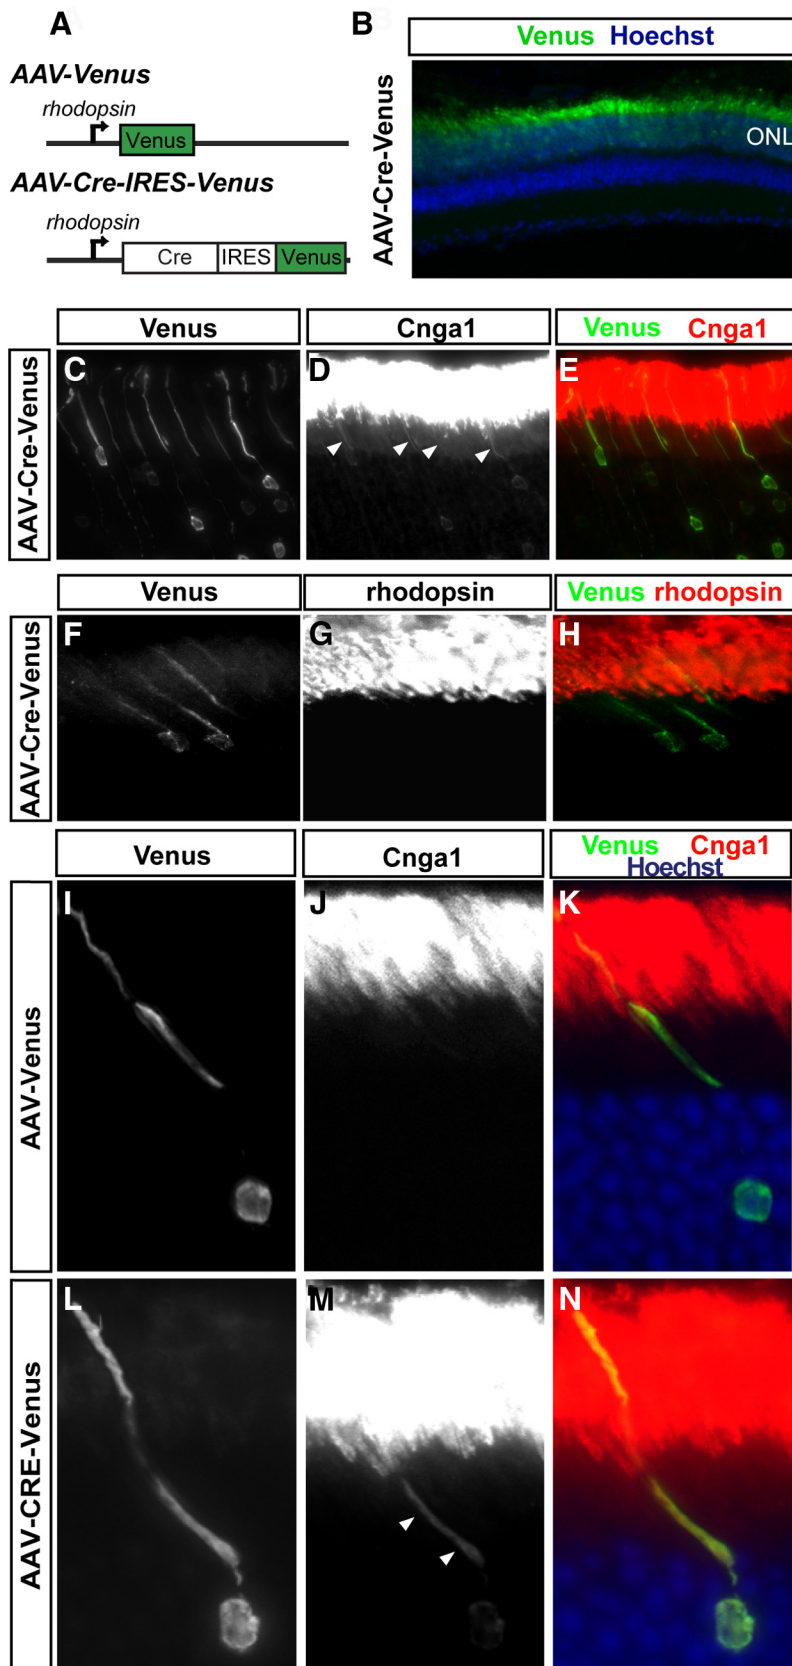 A
AAV-Venus
rhodopsin
Venus
AAV-Cre-IRES-Venus
rhodopsin
Cre IRES Venus
B
Venus Hoechst
AAV-Cre-Venus
ONL
Venus Cnga1 Venus Cnga1
AAV-Cre-Venus
C D E
Venus rhodopsin Venus rhodopsin
AAV-Cre-Venus
F G H
Venus Cnga1 Venus Cnga1
Hoechst
AAV-Venus
I J K
AAV-CRE-Venus
L M N